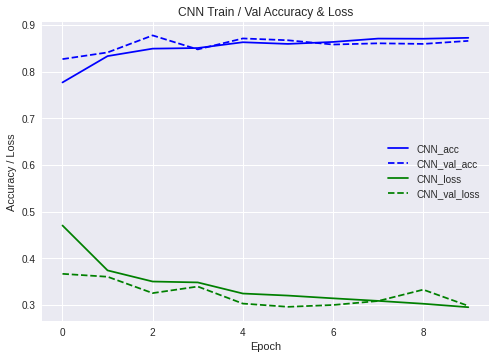 CNN Train / Val Accuracy & Loss
0.9
0.8
0.7
0.6
0.5
0.4
0.3
Accuracy / Loss
CNN_acc
CNN_val_acc
CNN_loss
CNN_val_loss
0 2 4 6 8
Epoch